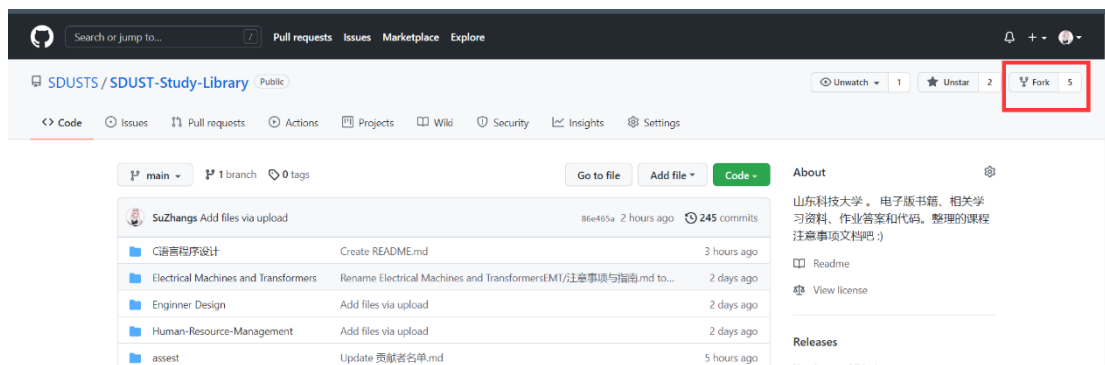 Search or jump to... / Pull requests Issues Marketplace Explore
SDUSTS / SDUST-Study-Library Public Unwatch 1 Unstar 2 Fork 5
Code Issues Pull requests Actions Projects Wiki Security Insights Settings
main 1 branch 0 tags Go to file Add file Code
SuZhangs Add files via upload 86e465a 2 hours ago 245 commits
C语言程序设计 Create README.md 3 hours ago
Electrical Machines and Transformers Rename Electrical Machines and TransformersEMT/注意事项与指南.md to... 2 days ago
Enginner Design Add files via upload 2 days ago
Human-Resource-Management Add files via upload 2 days ago
assest Update 贡献者名单.md 5 hours ago
About
山东科技大学 。 电子版书籍、相关学
习资料、作业答案和代码。整理的课程
注意事项文档吧 :)
Readme
View license
Releases